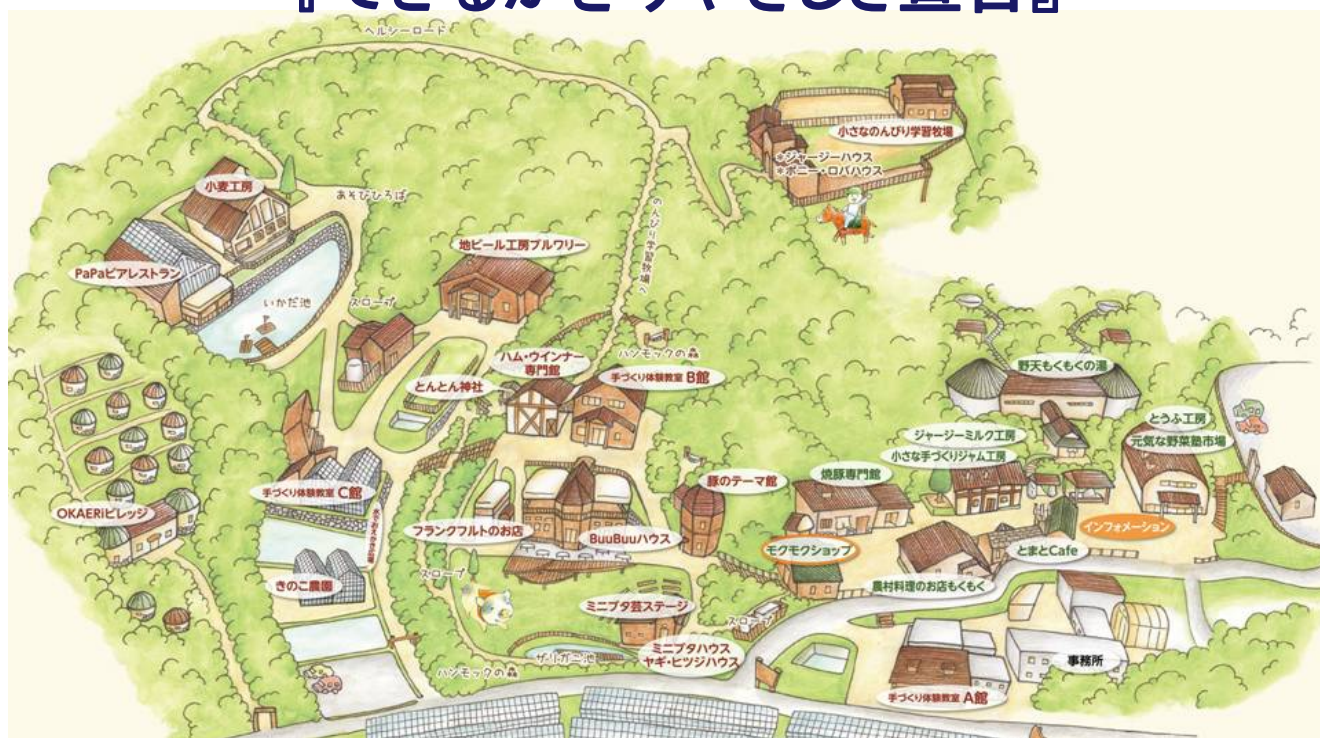 『できるかぎりやさしさ宣言』
ヘルシーロード
小さなのんびり学習牧場
*ジャージーハウス
*ポニー・ロバハウス
小麦工房
あそびひろば
のんびり学習牧場へ
PaPaビアレストラン
いかだ池
スロープ
地ビール工房ブルワリー
ハンモックの森
ハム・ウインナー
専門館
手づくり体験教室 B館
とんとん神社
野天もくもくの湯
とうふ工房
元気な野菜塾市場
ジャージーミルク工房
小さな手づくりジャム工房
豚のテーマ館
焼豚専門館
手づくり体験教室 C館
OKAERiビレッジ
フランクフルトのお店
BuuBuuハウス
モクモクショップ
インフォメーション
とまとCafe
農村料理のお店もくもく
きのこ農園
スロープ
ミニブタ芸ステージ
スロープ
ミニブタハウス
ヤギ・ヒツジハウス
ザリガニ池
ハンモックの森
事務所
手づくり体験教室 A館